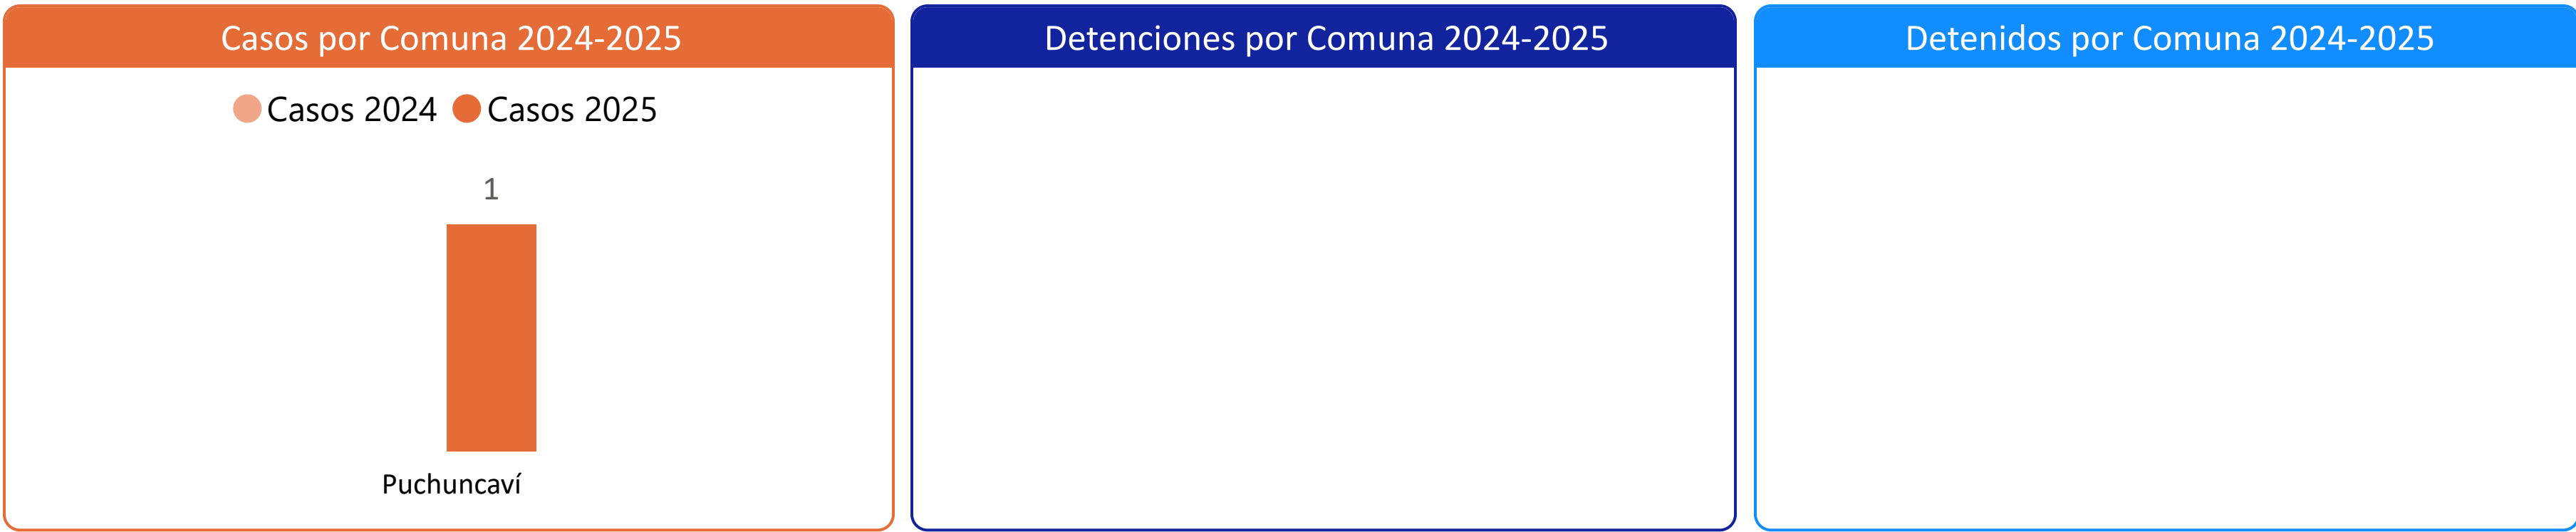 Casos por Comuna 2024-2025
Casos 2024 Casos 2025
1
Puchuncaví
Detenciones por Comuna 2024-2025
Detenidos por Comuna 2024-2025